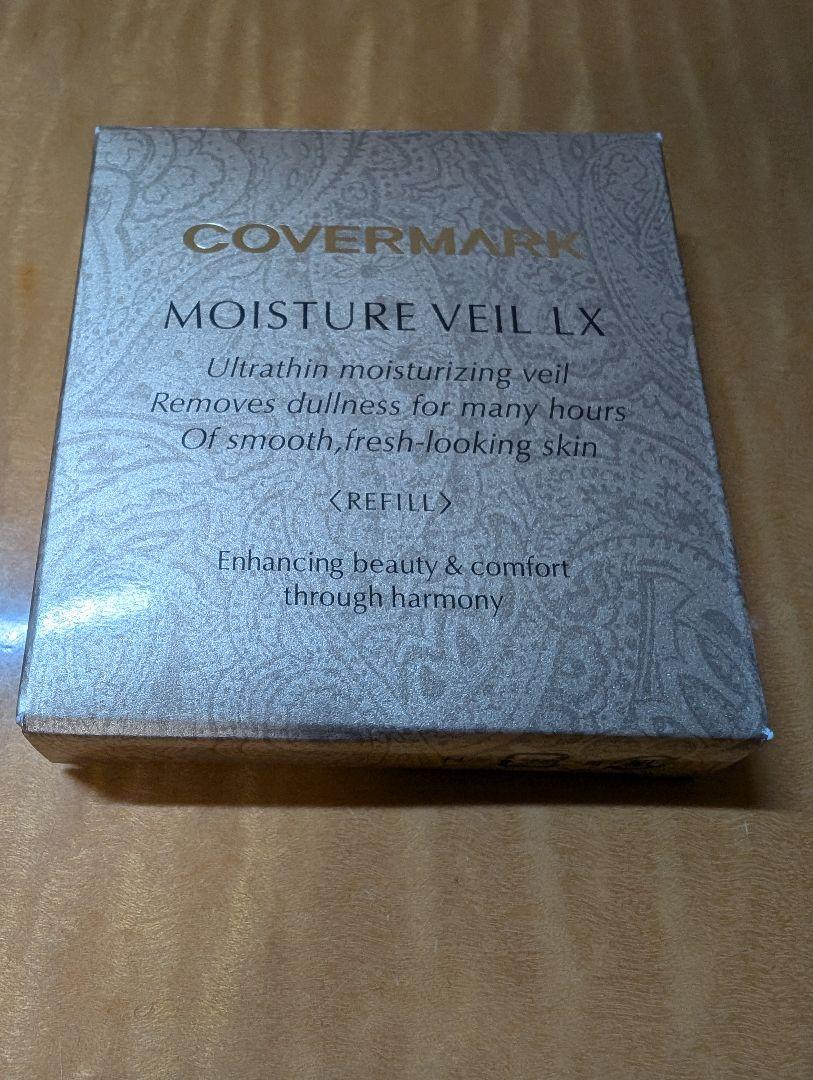 COVERMARK
MOISTURE VEIL LX
Ultrathin moisturizing veil
Removes dullness for many hours
Of smooth,fresh-looking skin
〈REFILL〉
Enhancing beauty & comfort
through harmony